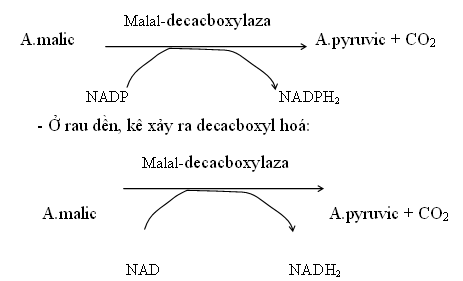 Malal-decacboxylaza
A.malic A.pyruvic + CO₂
NADP NADPH₂
- Ở rau dền, kê xảy ra decacboxyl hoá:
Malal-decacboxylaza
A.malic A.pyruvic + CO₂
NAD NADH₂